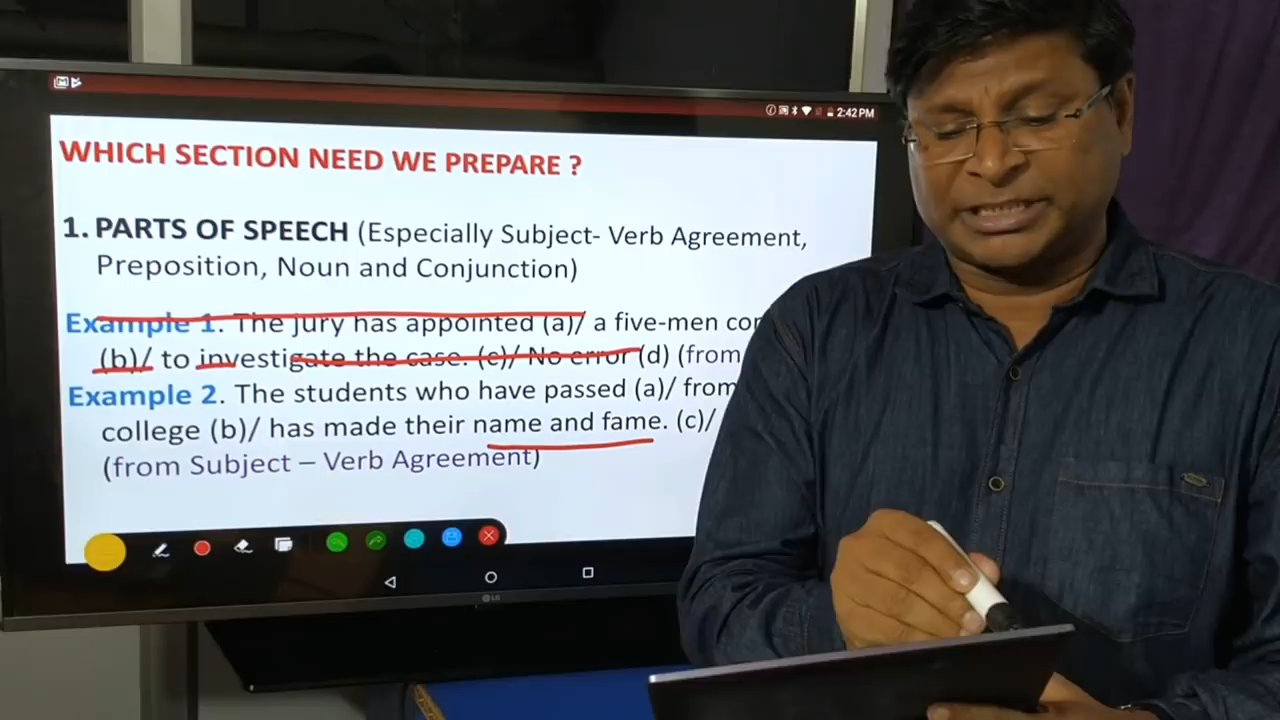 2:42 PM
WHICH SECTION NEED WE PREPARE ?
1. PARTS OF SPEECH (Especially Subject- Verb Agreement,
Preposition, Noun and Conjunction)
Example 1. The jury has appointed (a)/ a five-men
(b)/ to investigate the case. (c)/ No error (d) (from
Example 2. The students who have passed (a)/ from
college (b)/ has made their name and fame. (c)/
(from Subject – Verb Agreement)
LG